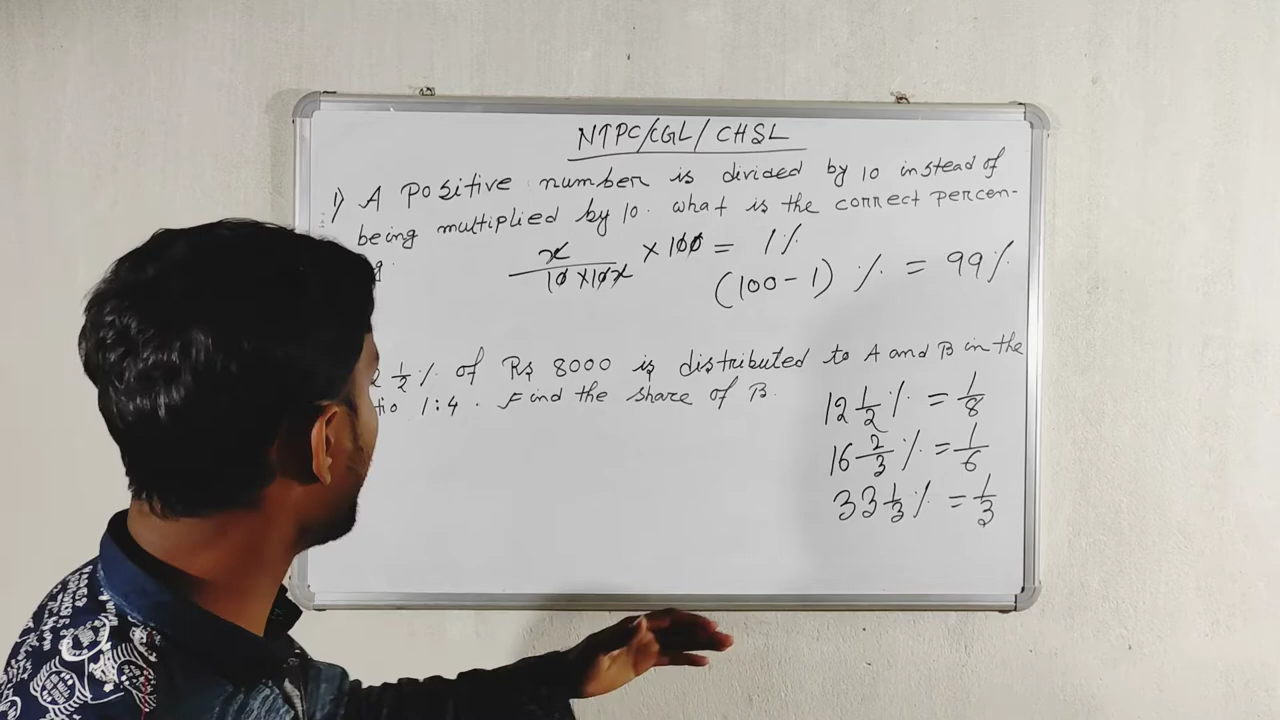 NTPC/CGL/CHSL
1) A positive number is divided by 10 instead of
being multiplied by 10. what is the correct percen-
x/(10×10x) × 100 = 1%
(100-1) % = 99%
2 1/2% of Rs 8000 is distributed to A and B in the
tio 1:4. Find the share of B.
12 1/2% = 1/8
16 2/3% = 1/6
33 1/3% = 1/3